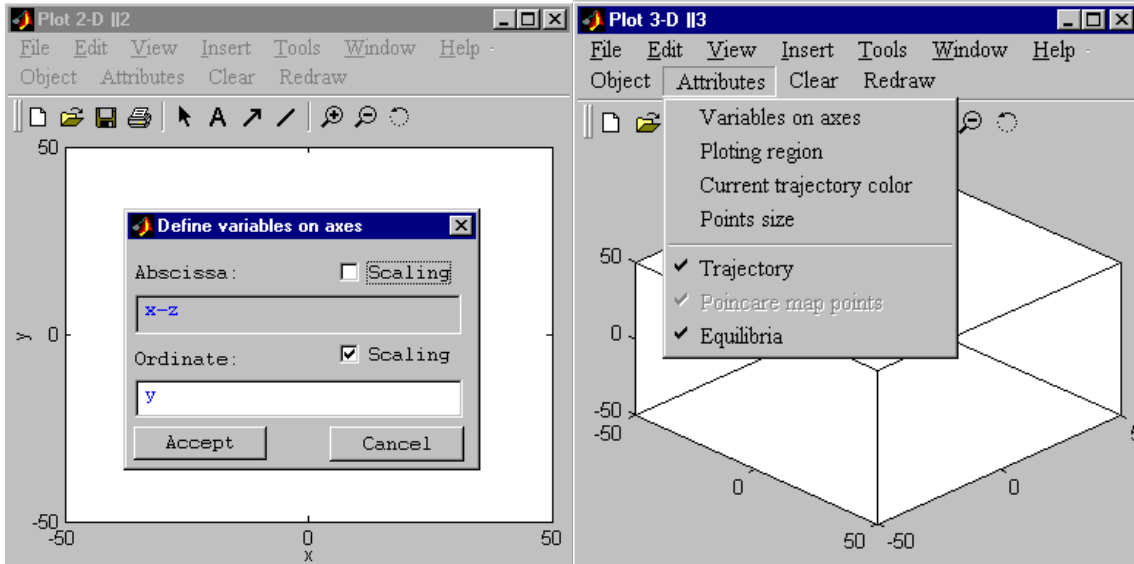 Plot 2-D ||2
File Edit View Insert Tools Window Help
Object Attributes Clear Redraw
A
50
Define variables on axes
Abscissa: Scaling
x-z
Ordinate: Scaling
y
Accept Cancel
y
0
-50
-50 0 50
x
Plot 3-D ||3
File Edit View Insert Tools Window Help
Object Attributes Clear Redraw
Variables on axes
Ploting region
Current trajectory color
Points size
Trajectory
Poincare map points
Equilibria
50
0
-50
-50
0
50
-50
0